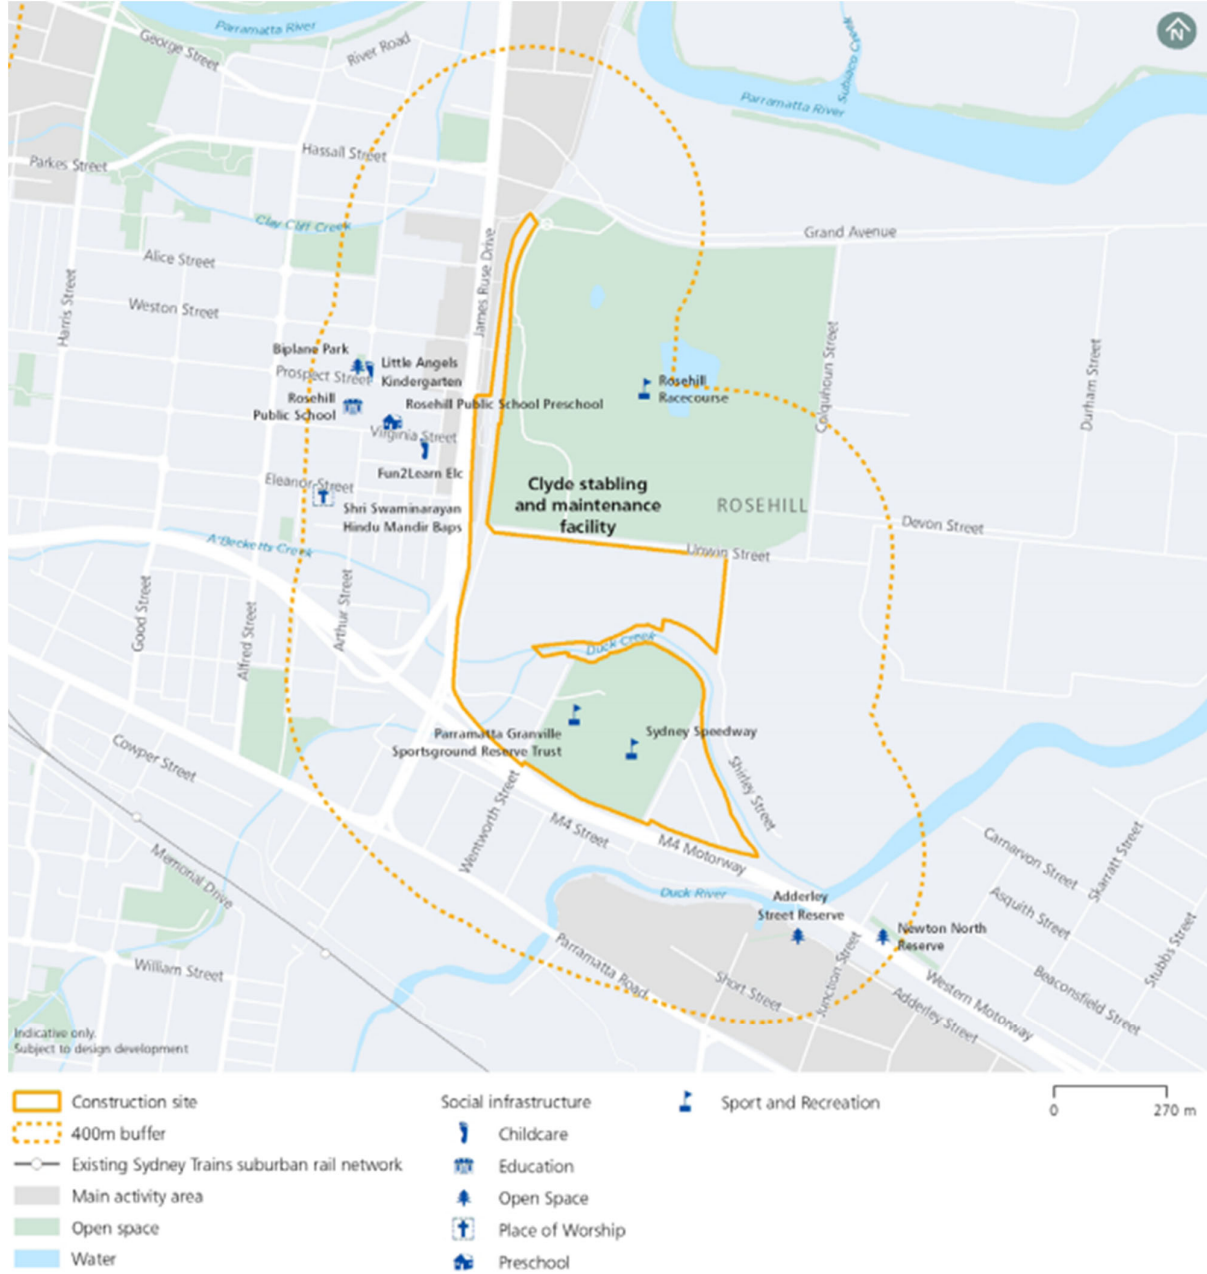 Parramatta River
George Street
River Road
N
Subiaco Creek
Parramatta River
Hassall Street
Parkes Street
Clay Cliff Creek
Grand Avenue
Alice Street
James Ruse Drive
Harris Street
Weston Street
Colquhoun Street
Durham Street
Biplane Park
Little Angels
Kindergarten
Prospect Street
Rosehill
Racecourse
Rosehill
Public School
Rosehill Public School Preschool
Virginia Street
Fun2Learn Elc
Eleanor Street
Clyde stabling
and maintenance
facility
ROSEHILL
Shri Swaminarayan
Hindu Mandir Baps
Devon Street
A'Becketts Creek
Unwin Street
Good Street
Alfred Street
Arthur Street
Duck Creek
Parramatta Granville
Sportsground Reserve Trust
Sydney Speedway
Cowper Street
Shirley Street
Wentworth Street
M4 Street
M4 Motorway
Memorial Drive
Carnarvon Street
Skarratt Street
Asquith Street
Duck River
Adderley
Street Reserve
Newton North
Reserve
Stubbs Street
William Street
Parramatta Road
Short Street
Junction Street
Western Motorway
Beaconsfield Street
Adderley Street
Indicative only.
Subject to design development
Construction site
400m buffer
Existing Sydney Trains suburban rail network
Main activity area
Open space
Water
Social infrastructure
Childcare
Education
Open Space
Place of Worship
Preschool
Sport and Recreation
0 270 m